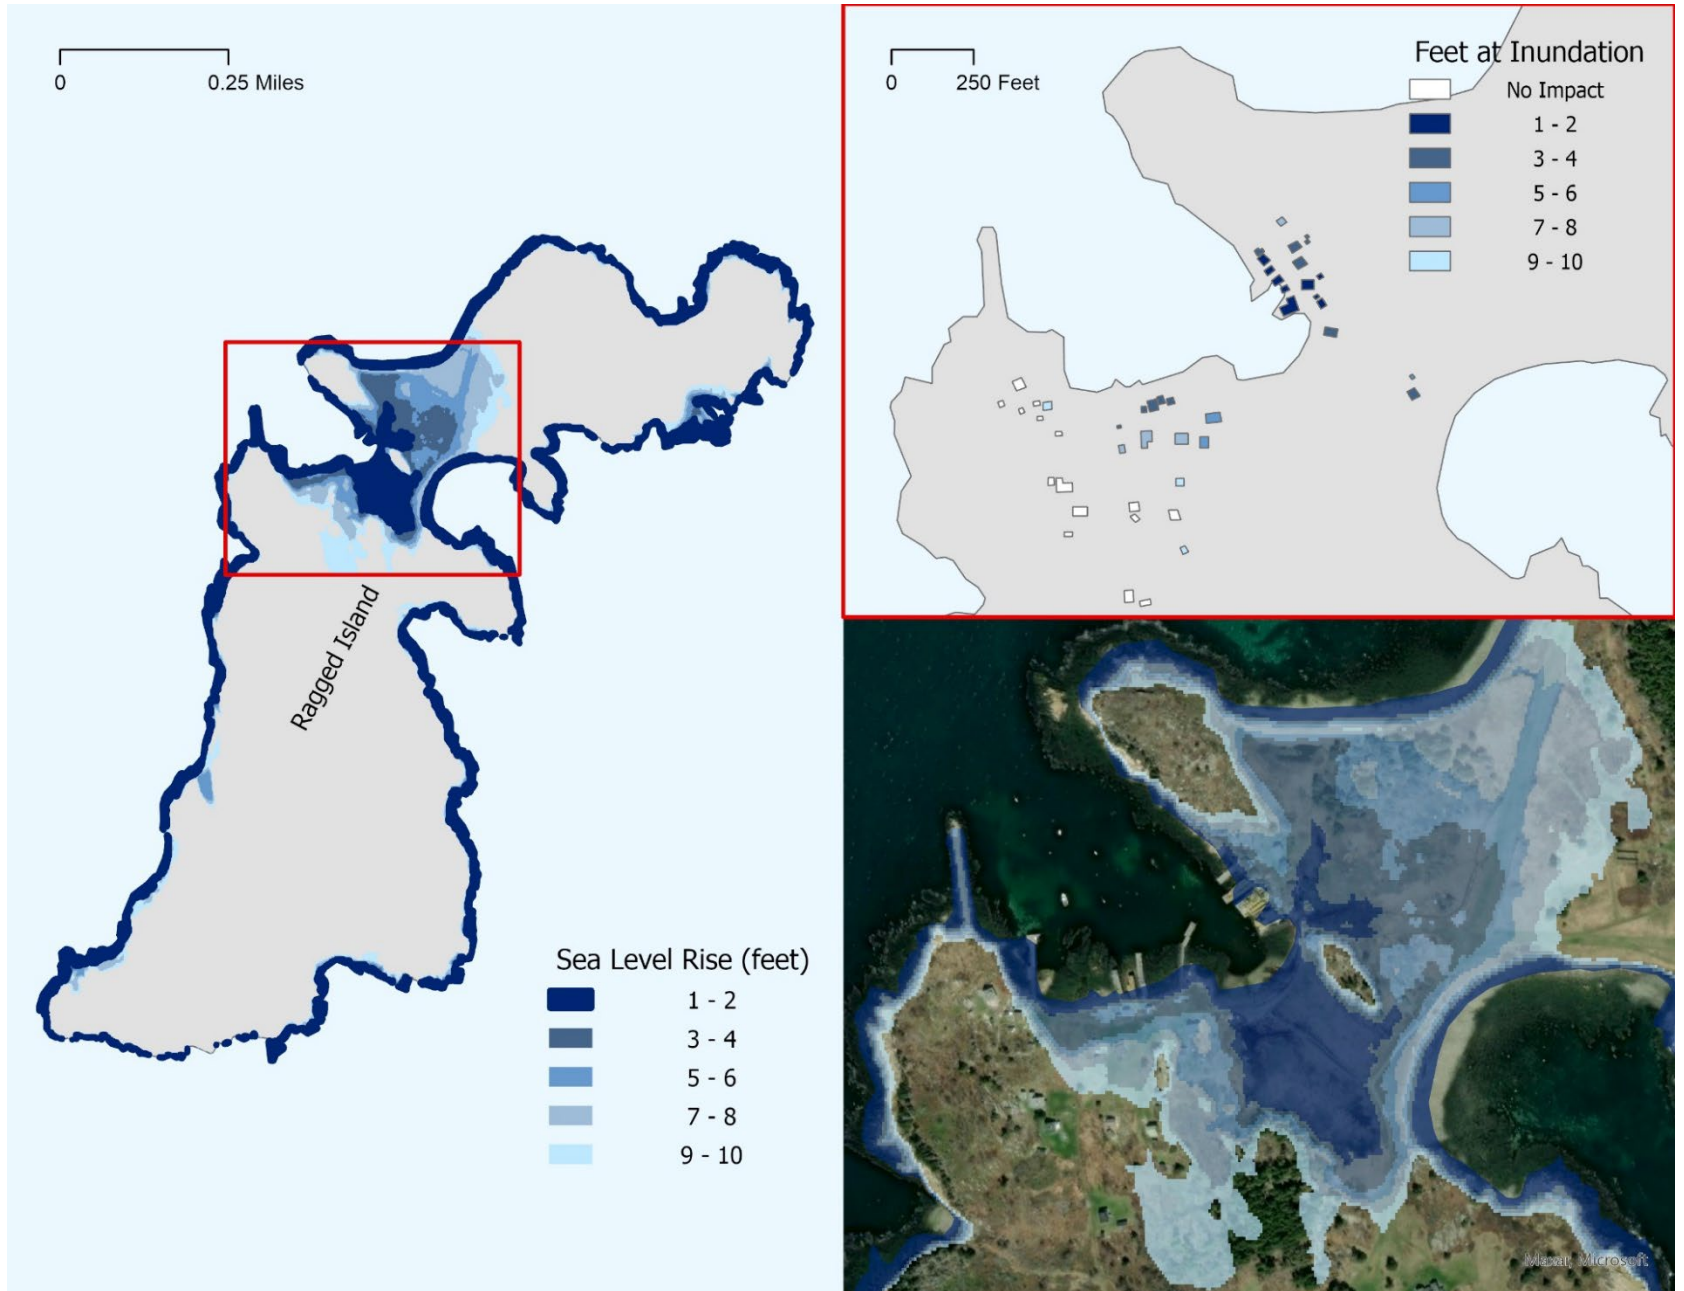 0 0.25 Miles
Ragged Island
Sea Level Rise (feet)
1 - 2
3 - 4
5 - 6
7 - 8
9 - 10
0 250 Feet
Feet at Inundation
No Impact
1 - 2
3 - 4
5 - 6
7 - 8
9 - 10
Maxar, Microsoft